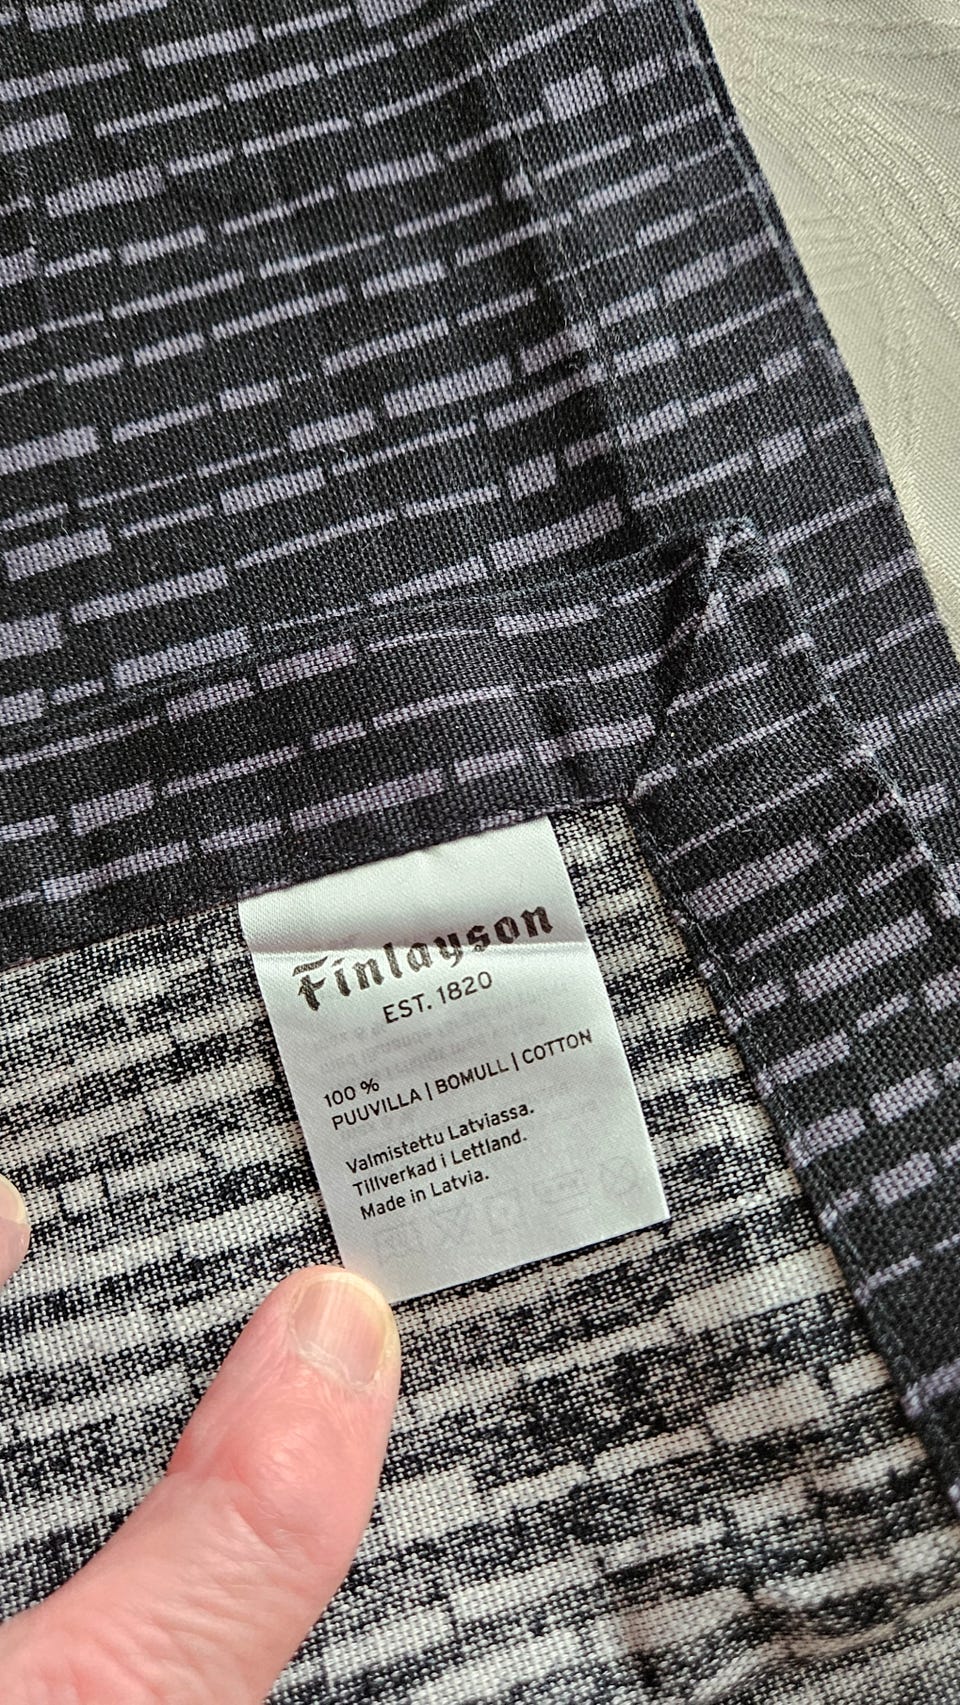 Finlayson
EST. 1820
100 %
PUUVILLA | BOMULL | COTTON
Valmistettu Latviassa.
Tillverkad i Lettland.
Made in Latvia.